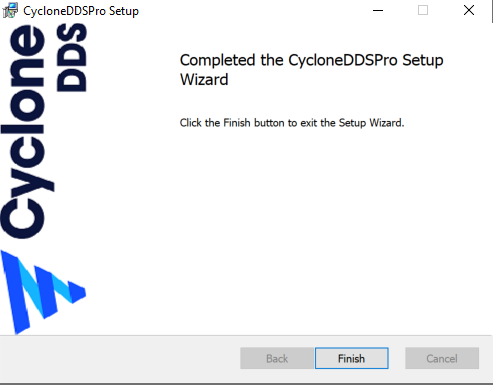 CycloneDDSPro Setup
Cyclone
DDS
Completed the CycloneDDSPro Setup
Wizard
Click the Finish button to exit the Setup Wizard.
Back
Finish
Cancel